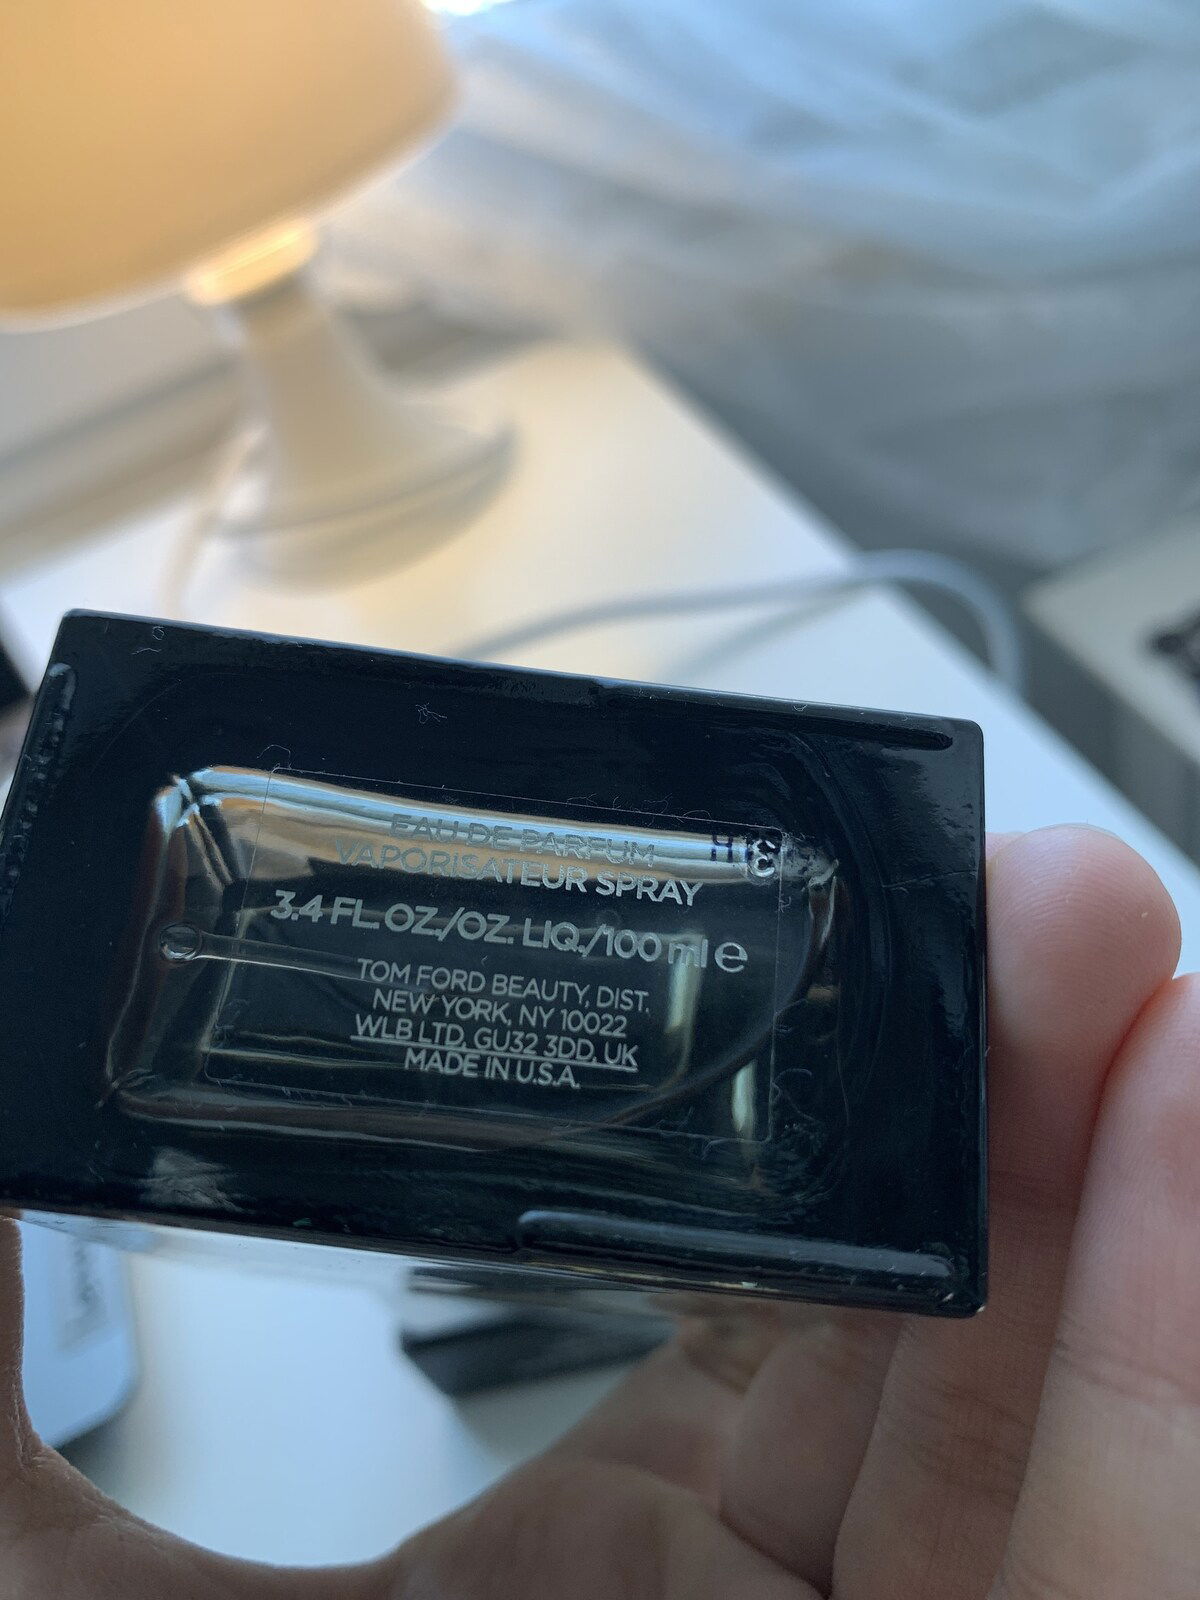 EAU DE PARFUM
VAPORISATEUR SPRAY
3.4 FL. OZ./OZ. LIQ./100 ml e
TOM FORD BEAUTY, DIST.
NEW YORK, NY 10022
WLB LTD, GU32 3DD, UK
MADE IN U.S.A.